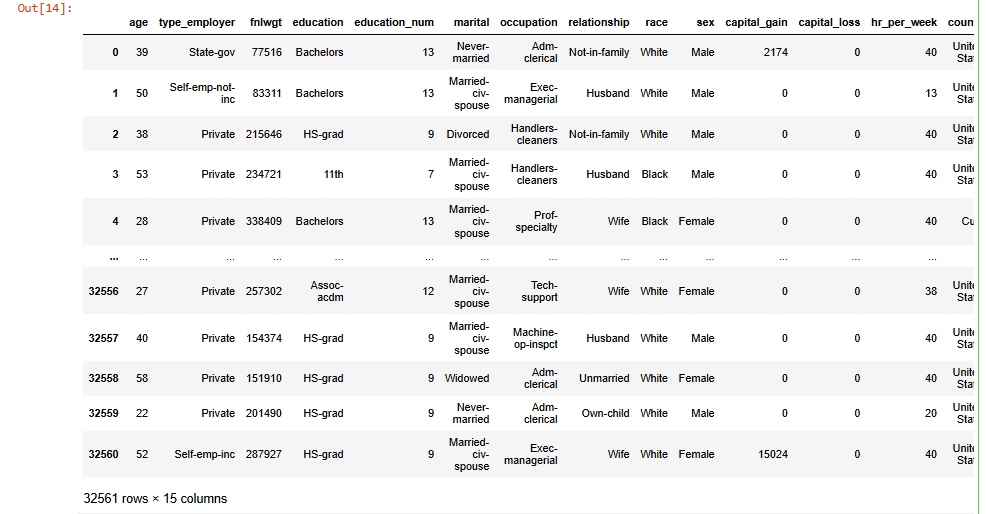 Out[14]:
age type_employer fnlwgt education education_num marital occupation relationship race sex capital_gain capital_loss hr_per_week coun
0 39 State-gov 77516 Bachelors 13 Never-married Adm-clerical Not-in-family White Male 2174 0 40 Unite Sta
1 50 Self-emp-not-inc 83311 Bachelors 13 Married-civ-spouse Exec-managerial Husband White Male 0 0 13 Unite Sta
2 38 Private 215646 HS-grad 9 Divorced Handlers-cleaners Not-in-family White Male 0 0 40 Unite Sta
3 53 Private 234721 11th 7 Married-civ-spouse Handlers-cleaners Husband Black Male 0 0 40 Unite Sta
4 28 Private 338409 Bachelors 13 Married-civ-spouse Prof-specialty Wife Black Female 0 0 40 Cu
... ... ... ... ... ... ... ... ... ... ... ... ... ...
32556 27 Private 257302 Assoc-acdm 12 Married-civ-spouse Tech-support Wife White Female 0 0 38 Unite Sta
32557 40 Private 154374 HS-grad 9 Married-civ-spouse Machine-op-inspct Husband White Male 0 0 40 Unite Sta
32558 58 Private 151910 HS-grad 9 Widowed Adm-clerical Unmarried White Female 0 0 40 Unite Sta
32559 22 Private 201490 HS-grad 9 Never-married Adm-clerical Own-child White Male 0 0 20 Unite Sta
32560 52 Self-emp-inc 287927 HS-grad 9 Married-civ-spouse Exec-managerial Wife White Female 15024 0 40 Unite Sta
32561 rows × 15 columns